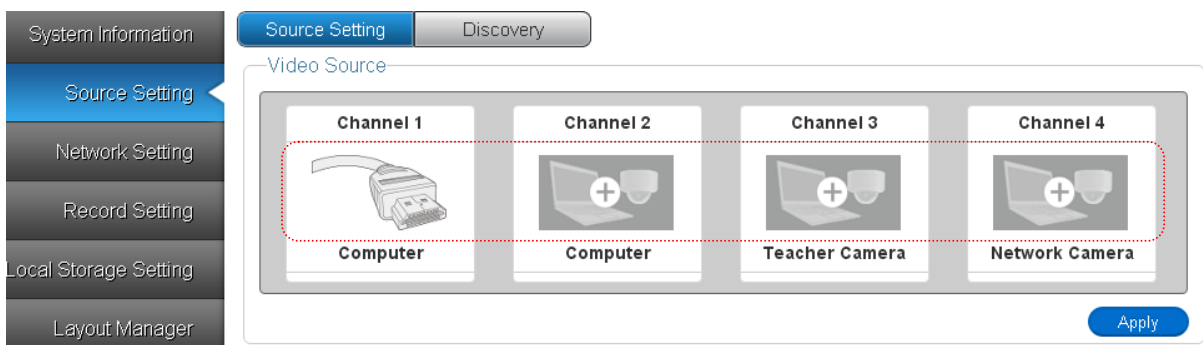 System Information
Source Setting
Network Setting
Record Setting
Local Storage Setting
Layout Manager
Source Setting Discovery
Video Source
Channel 1 Channel 2 Channel 3 Channel 4
Computer Computer Teacher Camera Network Camera
Apply